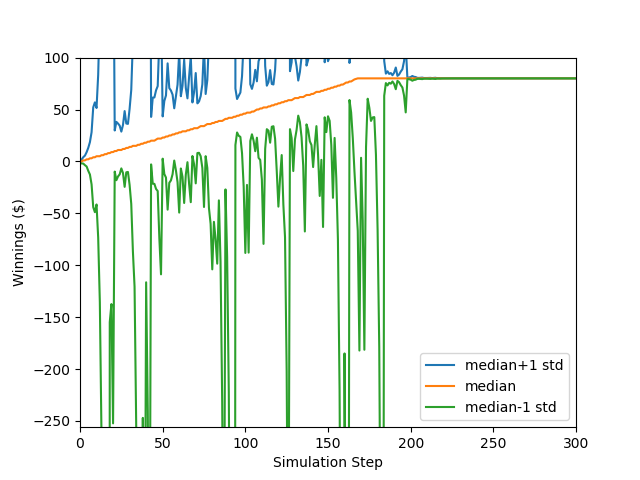 100
50
0
−50
−100
−150
−200
−250
Winnings ($)
0 50 100 150 200 250 300
Simulation Step
median+1 std
median
median-1 std